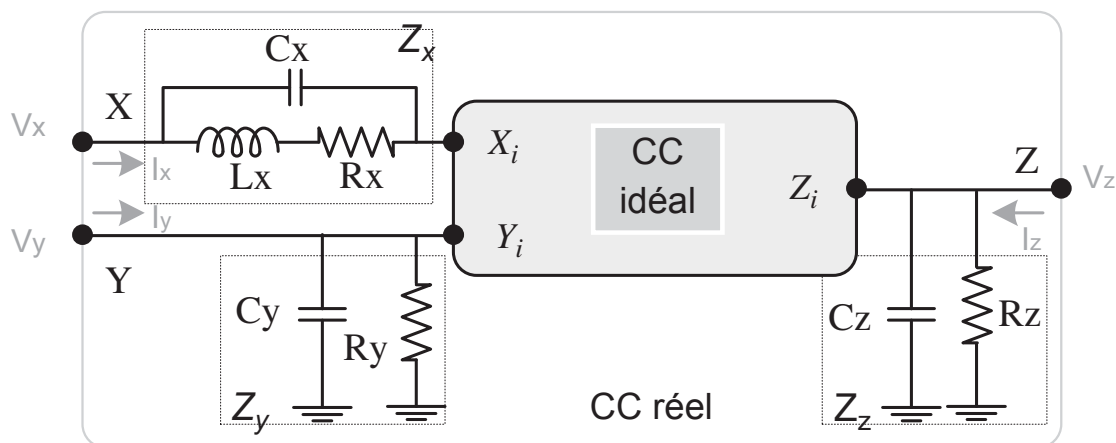 Cx
Zx
X
Vx
Ix
Lx
Rx
Xi
CC
idéal
Zi
Z
Vz
Iz
Iy
Vy
Y
Yi
Cy
Ry
Zy
CC réel
Cz
Rz
Zz